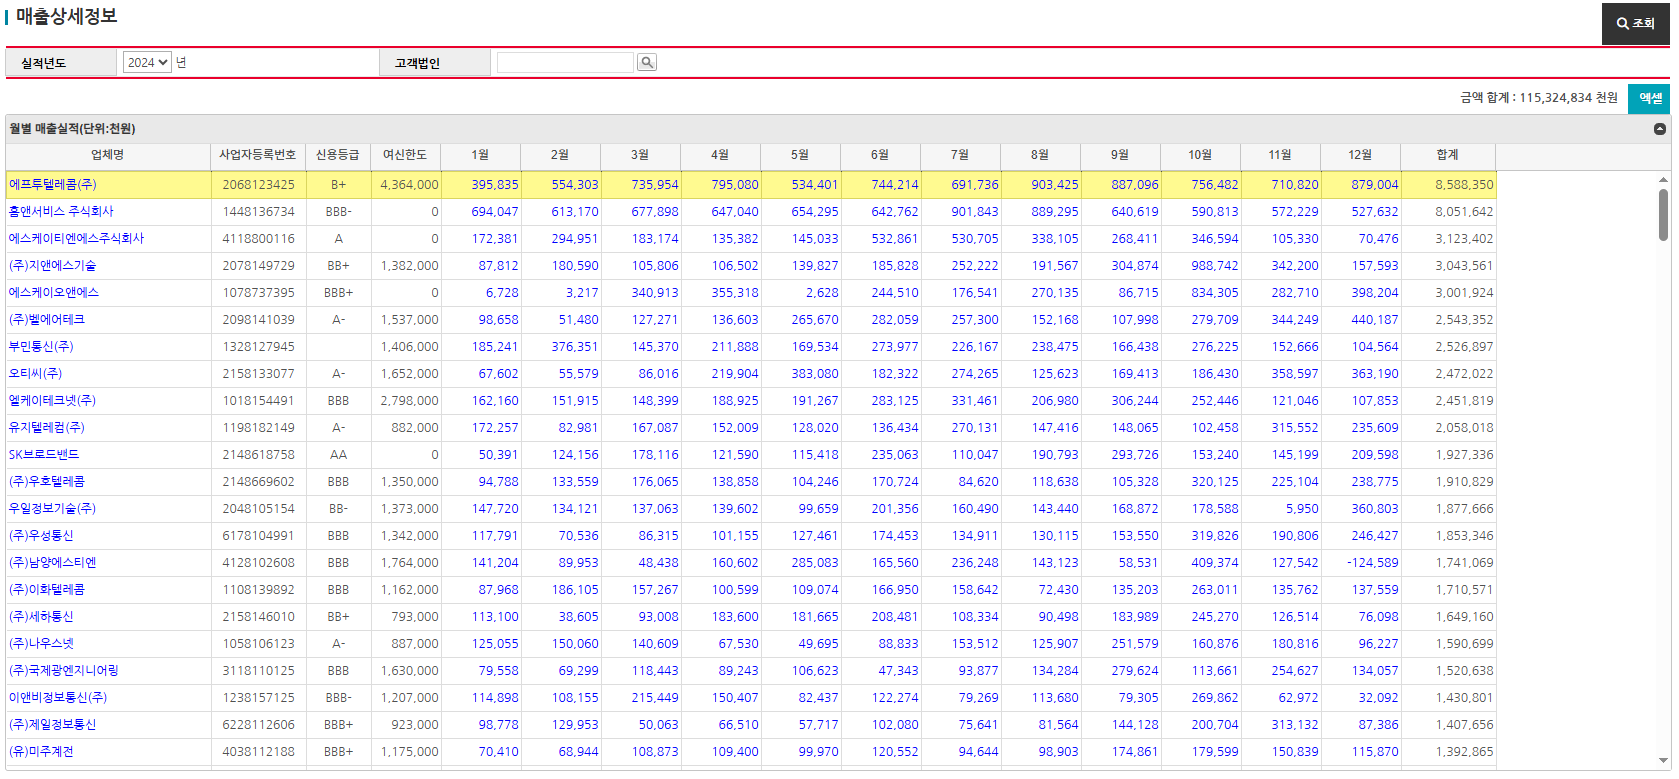 매출상세정보
조회
실적년도 2024 년 고객법인
금액 합계 : 115,324,834 천원 엑셀
월별 매출실적(단위:천원)
업체명 사업자등록번호 신용등급 여신한도 1월 2월 3월 4월 5월 6월 7월 8월 9월 10월 11월 12월 합계
에프투텔레콤(주) 2068123425 B+ 4,364,000 395,835 554,303 735,954 795,080 534,401 744,214 691,736 903,425 887,096 756,482 710,820 879,004 8,588,350
홈앤서비스 주식회사 1448136734 BBB- 0 694,047 613,170 677,898 647,040 654,295 642,762 901,843 889,295 640,619 590,813 572,229 527,632 8,051,642
에스케이티엔에스주식회사 4118800116 A 0 172,381 294,951 183,174 135,382 145,033 532,861 530,705 338,105 268,411 346,594 105,330 70,476 3,123,402
(주)지앤에스기술 2078149729 BB+ 1,382,000 87,812 180,590 105,806 106,502 139,827 185,828 252,222 191,567 304,874 988,742 342,200 157,593 3,043,561
에스케이오앤에스 1078737395 BBB+ 0 6,728 3,217 340,913 355,318 2,628 244,510 176,541 270,135 86,715 834,305 282,710 398,204 3,001,924
(주)벨에어테크 2098141039 A- 1,537,000 98,658 51,480 127,271 136,603 265,670 282,059 257,300 152,168 107,998 279,709 344,249 440,187 2,543,352
부민통신(주) 1328127945 1,406,000 185,241 376,351 145,370 211,888 169,534 273,977 226,167 238,475 166,438 276,225 152,666 104,564 2,526,897
오티씨(주) 2158133077 A- 1,652,000 67,602 55,579 86,016 219,904 383,080 182,322 274,265 125,623 169,413 186,430 358,597 363,190 2,472,022
엘케이테크넷(주) 1018154491 BBB 2,798,000 162,160 151,915 148,399 188,925 191,267 283,125 331,461 206,980 306,244 252,446 121,046 107,853 2,451,819
유지텔레컴(주) 1198182149 A- 882,000 172,257 82,981 167,087 152,009 128,020 136,434 270,131 147,416 148,065 102,458 315,552 235,609 2,058,018
SK브로드밴드 2148618758 AA 0 50,391 124,156 178,116 121,590 115,418 235,063 110,047 190,793 293,726 153,240 145,199 209,598 1,927,336
(주)우호텔레콤 2148669602 BBB 1,350,000 94,788 133,559 176,065 138,858 104,246 170,724 84,620 118,638 105,328 320,125 225,104 238,775 1,910,829
우일정보기술(주) 2048105154 BB- 1,373,000 147,720 134,121 137,063 139,602 99,659 201,356 160,490 143,440 168,872 178,588 5,950 360,803 1,877,666
(주)우성통신 6178104991 BBB 1,342,000 117,791 70,536 86,315 101,155 127,461 174,453 134,911 130,115 153,550 319,826 190,806 246,427 1,853,346
(주)남양에스티엔 4128102608 BBB 1,764,000 141,204 89,953 48,438 160,602 285,083 165,560 236,248 143,123 58,531 409,374 127,542 -124,589 1,741,069
(주)이화텔레콤 1108139892 BBB 1,162,000 87,968 186,105 157,267 100,599 109,074 166,950 158,642 72,430 135,203 263,011 135,762 137,559 1,710,571
(주)세하통신 2158146010 BB+ 793,000 113,100 38,605 93,008 183,600 181,665 208,481 108,334 90,498 183,989 245,270 126,514 76,098 1,649,160
(주)나우스넷 1058106123 A- 887,000 125,055 150,060 140,609 67,530 49,695 88,833 153,512 125,907 251,579 160,876 180,816 96,227 1,590,699
(주)국제광엔지니어링 3118110125 BBB 1,630,000 79,558 69,299 118,443 89,243 106,623 47,343 93,877 134,284 279,624 113,661 254,627 134,057 1,520,638
이앤비정보통신(주) 1238157125 BBB- 1,207,000 114,898 108,155 215,449 150,407 82,437 122,274 79,269 113,680 79,305 269,862 62,972 32,092 1,430,801
(주)제일정보통신 6228112606 BBB+ 923,000 98,778 129,953 50,063 66,510 57,717 102,080 75,641 81,564 144,128 200,704 313,132 87,386 1,407,656
(유)미주계전 4038112188 BBB+ 1,175,000 70,410 68,944 108,873 109,400 99,970 120,552 94,644 98,903 174,861 179,599 150,839 115,870 1,392,865